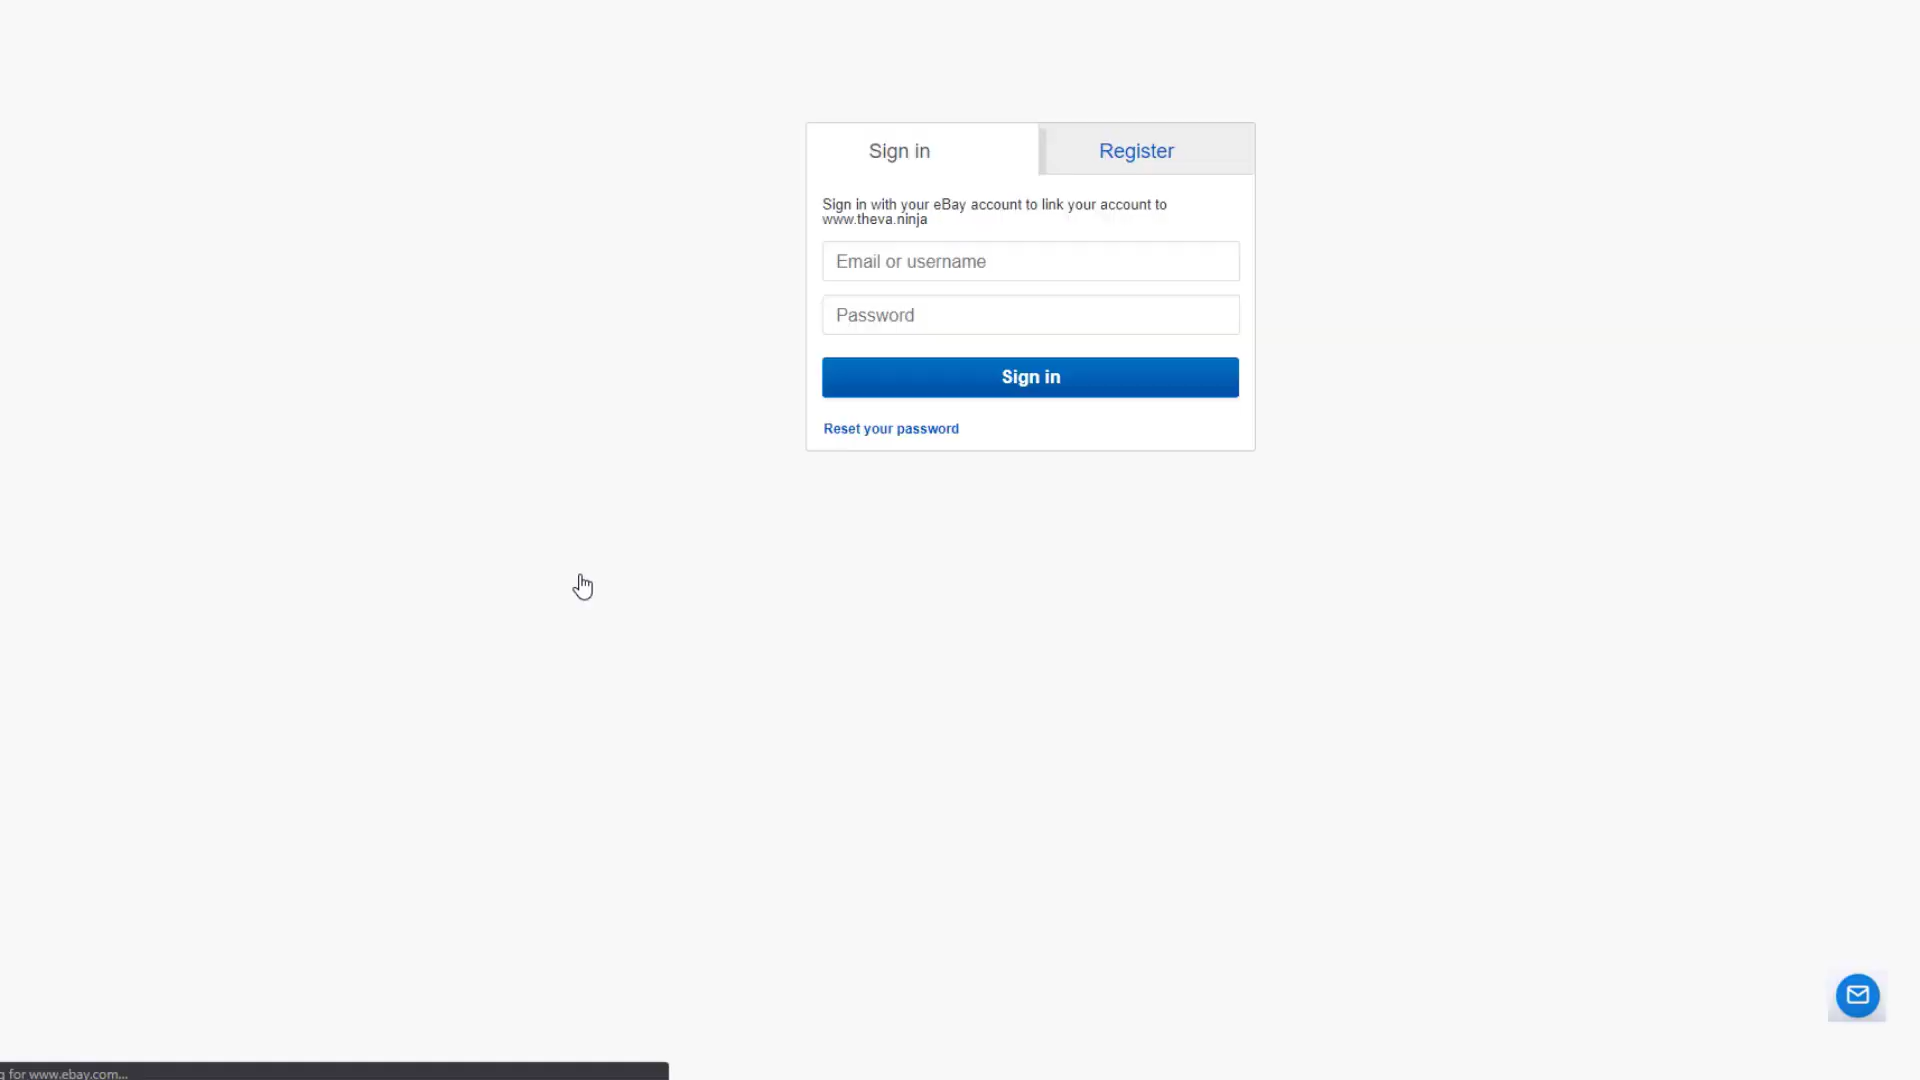 Sign in
Register
Sign in with your eBay account to link your account to
www.theva.ninja
Email or username
Password
Sign in
Reset your password
for www.ebay.com...